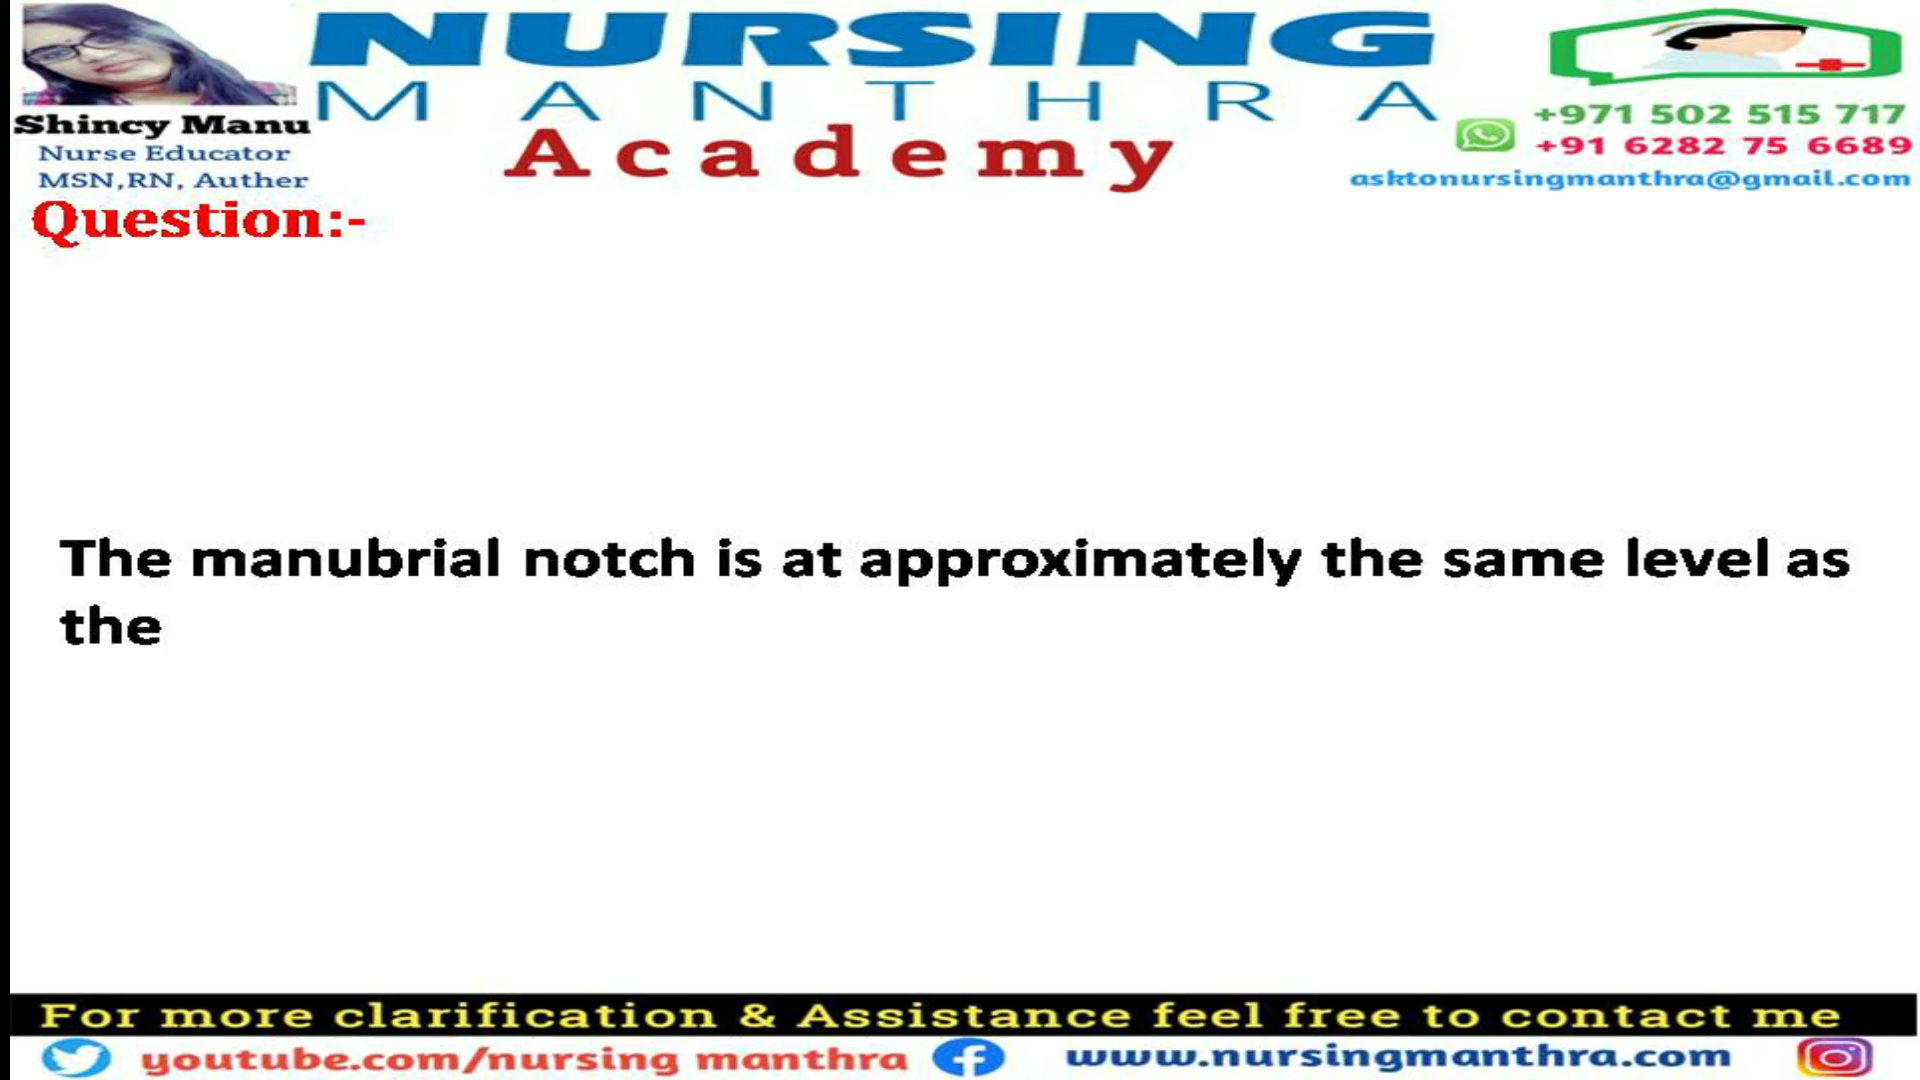 NURSING
MANTHRA
Academy
Shincy Manu
Nurse Educator
MSN,RN, Auther
+971 502 515 717
+91 6282 75 6689
asktonursingmanthra@gmail.com
Question:-
The manubrial notch is at approximately the same level as
the
For more clarification & Assistance feel free to contact me
youtube.com/nursing manthra
www.nursingmanthra.com